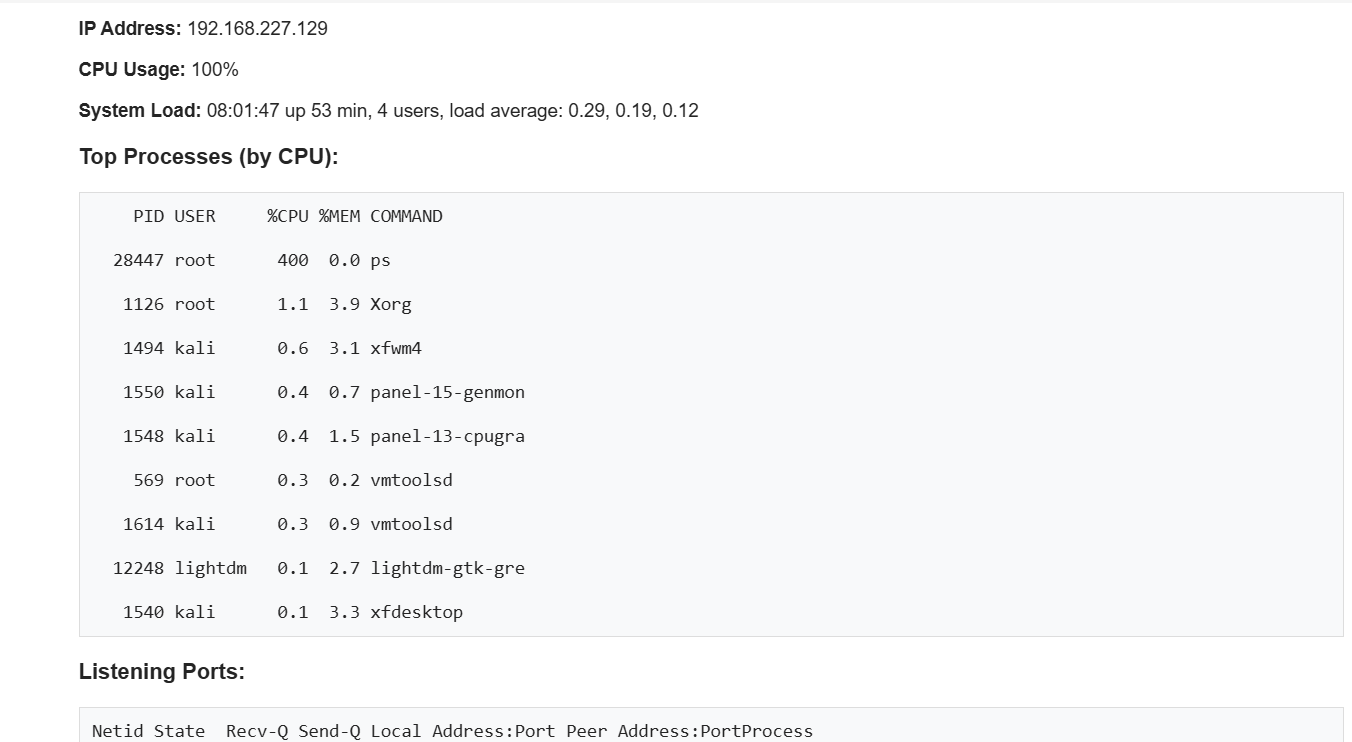 IP Address: 192.168.227.129
CPU Usage: 100%
System Load: 08:01:47 up 53 min, 4 users, load average: 0.29, 0.19, 0.12
Top Processes (by CPU):
PID USER %CPU %MEM COMMAND
28447 root 400 0.0 ps
1126 root 1.1 3.9 Xorg
1494 kali 0.6 3.1 xfwm4
1550 kali 0.4 0.7 panel-15-genmon
1548 kali 0.4 1.5 panel-13-cpugra
569 root 0.3 0.2 vmtoolsd
1614 kali 0.3 0.9 vmtoolsd
12248 lightdm 0.1 2.7 lightdm-gtk-gre
1540 kali 0.1 3.3 xfdesktop
Listening Ports:
Netid State Recv-Q Send-Q Local Address:Port Peer Address:PortProcess